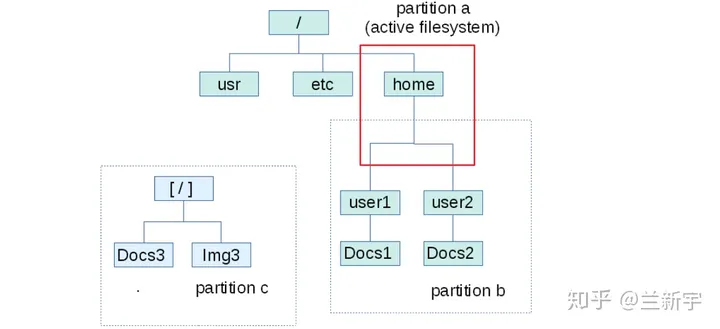 partition a
(active filesystem)
/
usr
etc
home
[ / ]
user1
user2
Docs3
Img3
Docs1
Docs2
.
partition c
partition b
知乎 @兰新宇